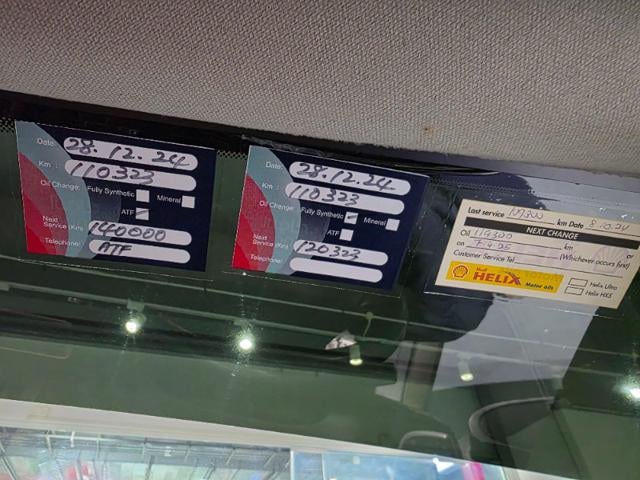 Date: 28.12.24
Km : 110323
Oil Change: Fully Synthetic Mineral
ATF
Next Service (Km) 140000
Telephone: ATF
Date: 28.12.24
Km : 110323
Oil Change: Fully Synthetic Mineral
ATF
Next Service (Km) 120323
Telephone:
Last service km Date 8.10.24
NEXT CHANGE
Oil 119300 km or
on 7.4.25 (Whichever occurs first)
Customer Service Tel
Shell HELIX Motor oils
Helix Ultra
Helix HX5